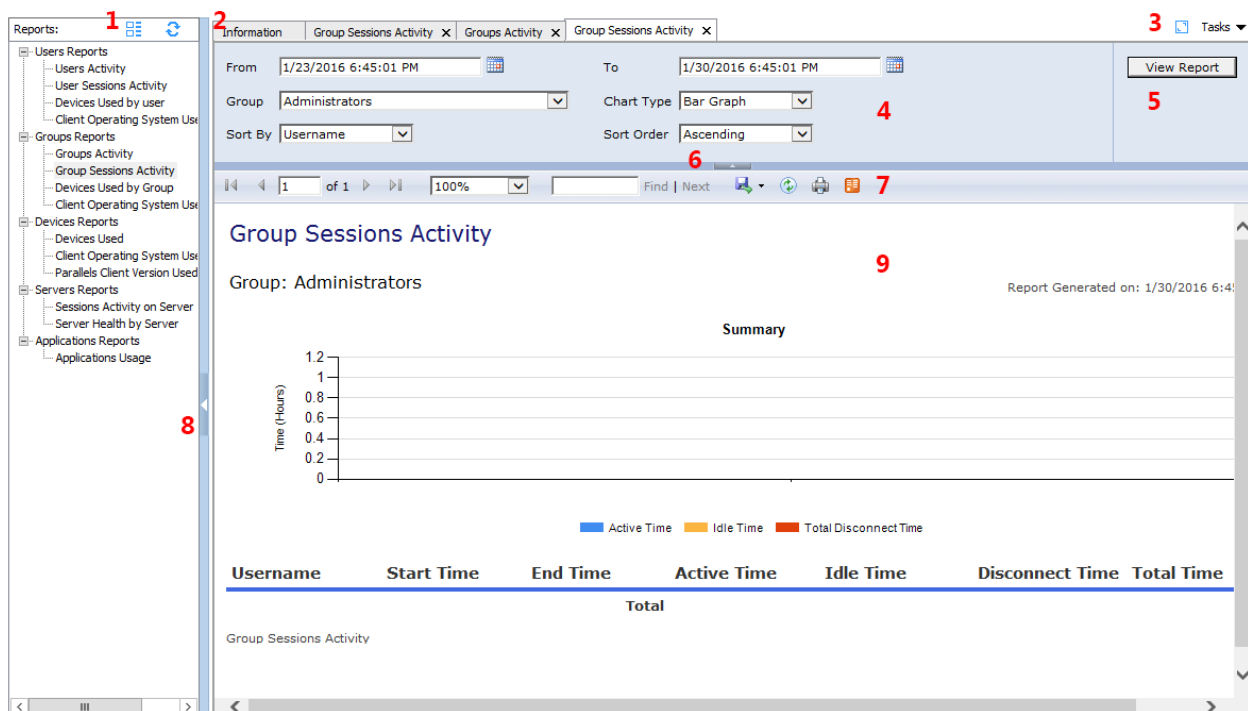 Reports:
1
2
Information
Group Sessions Activity
Groups Activity
Group Sessions Activity
3
Tasks
Users Reports
Users Activity
User Sessions Activity
Devices Used by user
Client Operating System Use
Groups Reports
Groups Activity
Group Sessions Activity
Devices Used by Group
Client Operating System Use
Devices Reports
Devices Used
Client Operating System Use
Parallels Client Version Used
Servers Reports
Sessions Activity on Server
Server Health by Server
Applications Reports
Applications Usage
8
From 1/23/2016 6:45:01 PM To 1/30/2016 6:45:01 PM
View Report
Group Administrators Chart Type Bar Graph
4
5
Sort By Username Sort Order Ascending
6
1 of 1 100% Find | Next
7
Group Sessions Activity
9
Group: Administrators
Report Generated on: 1/30/2016 6:4
Summary
Time (Hours)
1.2
1
0.8
0.6
0.4
0.2
0
Active Time Idle Time Total Disconnect Time
Username Start Time End Time Active Time Idle Time Disconnect Time Total Time
Total
Group Sessions Activity